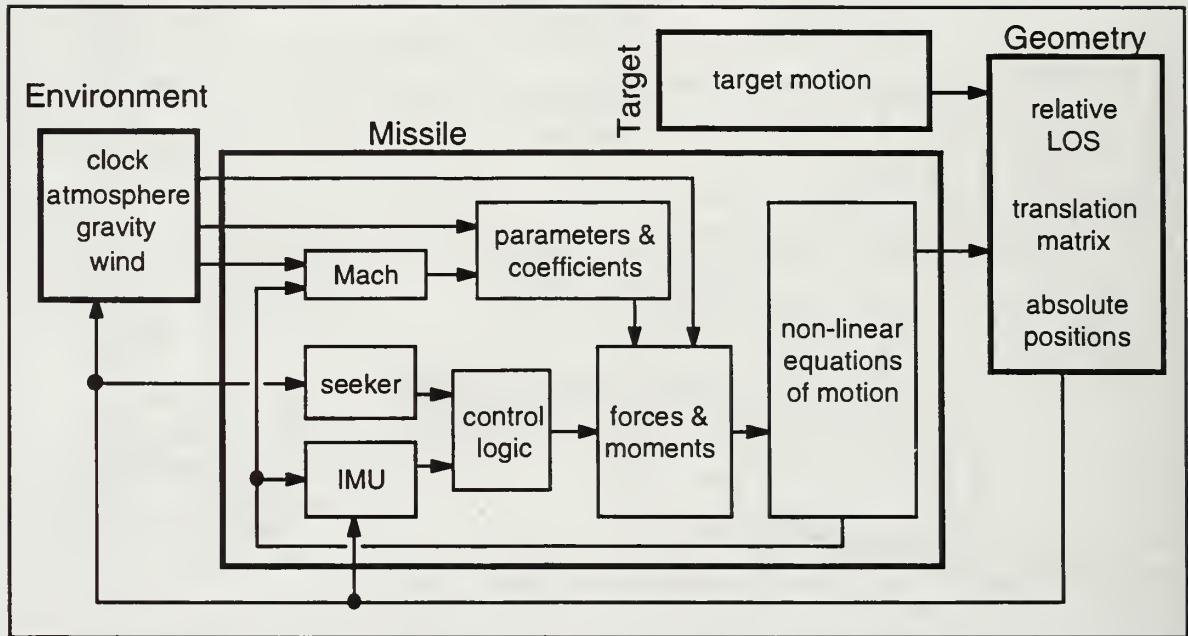 Geometry
Target
target motion
relative
LOS
translation
matrix
absolute
positions
Environment
clock
atmosphere
gravity
wind
Missile
parameters &
coefficients
Mach
seeker
IMU
control
logic
forces &
moments
non-linear
equations
of motion